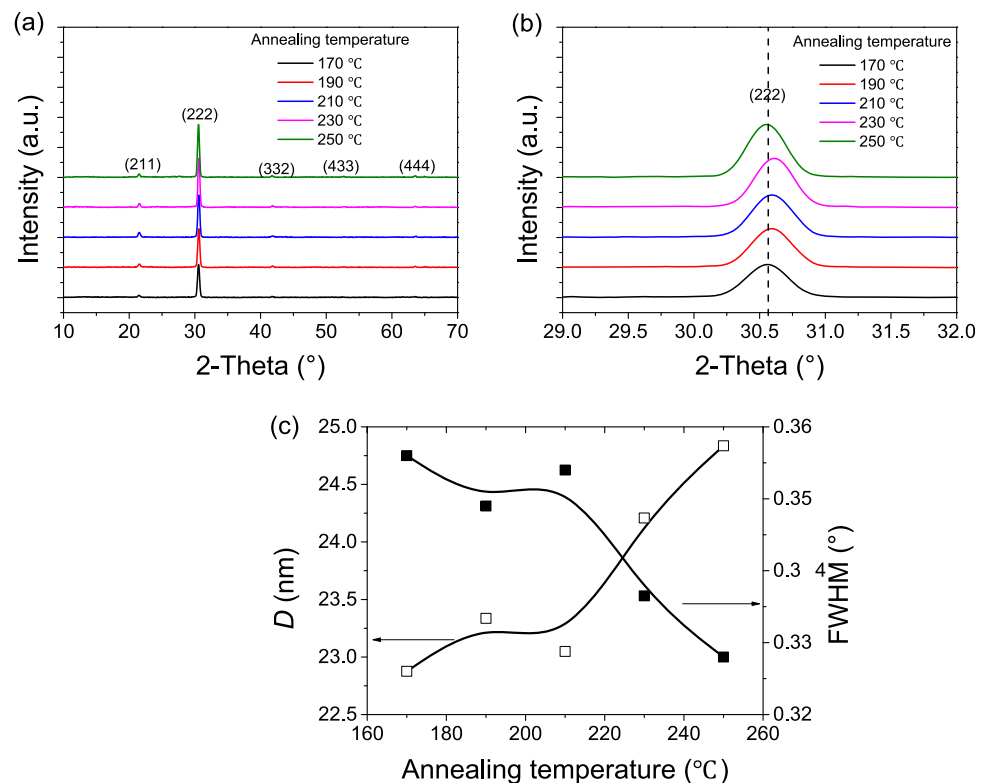 (a)
Annealing temperature
170 ℃
190 ℃
210 ℃
230 ℃
250 ℃
(222)
(211)
(332)
(433)
(444)
Intensity (a.u.)
10 20 30 40 50 60 70
2-Theta (°)
(b)
Annealing temperature
170 ℃
190 ℃
210 ℃
230 ℃
250 ℃
(222)
Intensity (a.u.)
29.0 29.5 30.0 30.5 31.0 31.5 32.0
2-Theta (°)
(c)
25.0
24.5
24.0
23.5
23.0
22.5
D (nm)
0.36
0.35
0.3 4
0.33
0.32
FWHM (°)
160 180 200 220 240 260
Annealing temperature (℃)